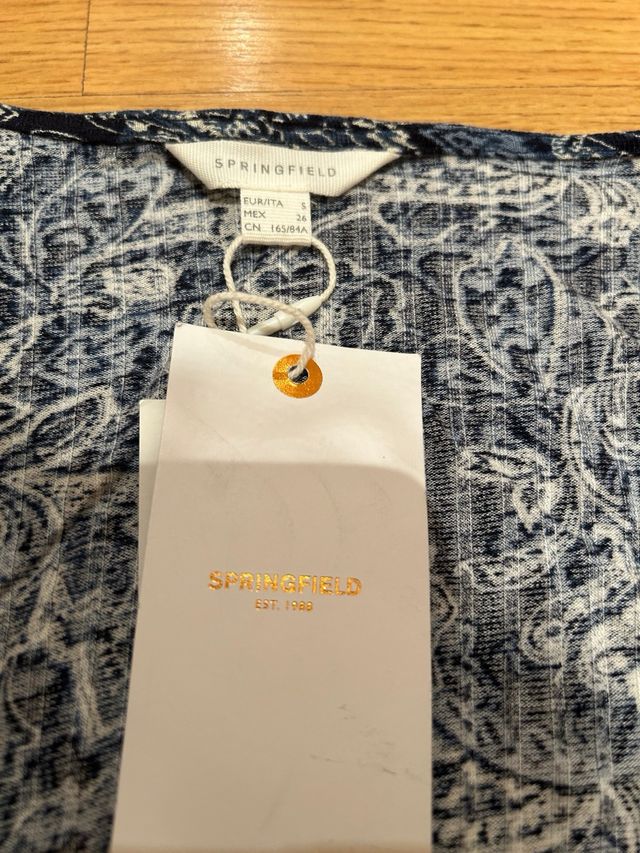 SPRINGFIELD
EUR/ITA S
MEX 26
CN 165/84A
SPRINGFIELD
EST. 1988